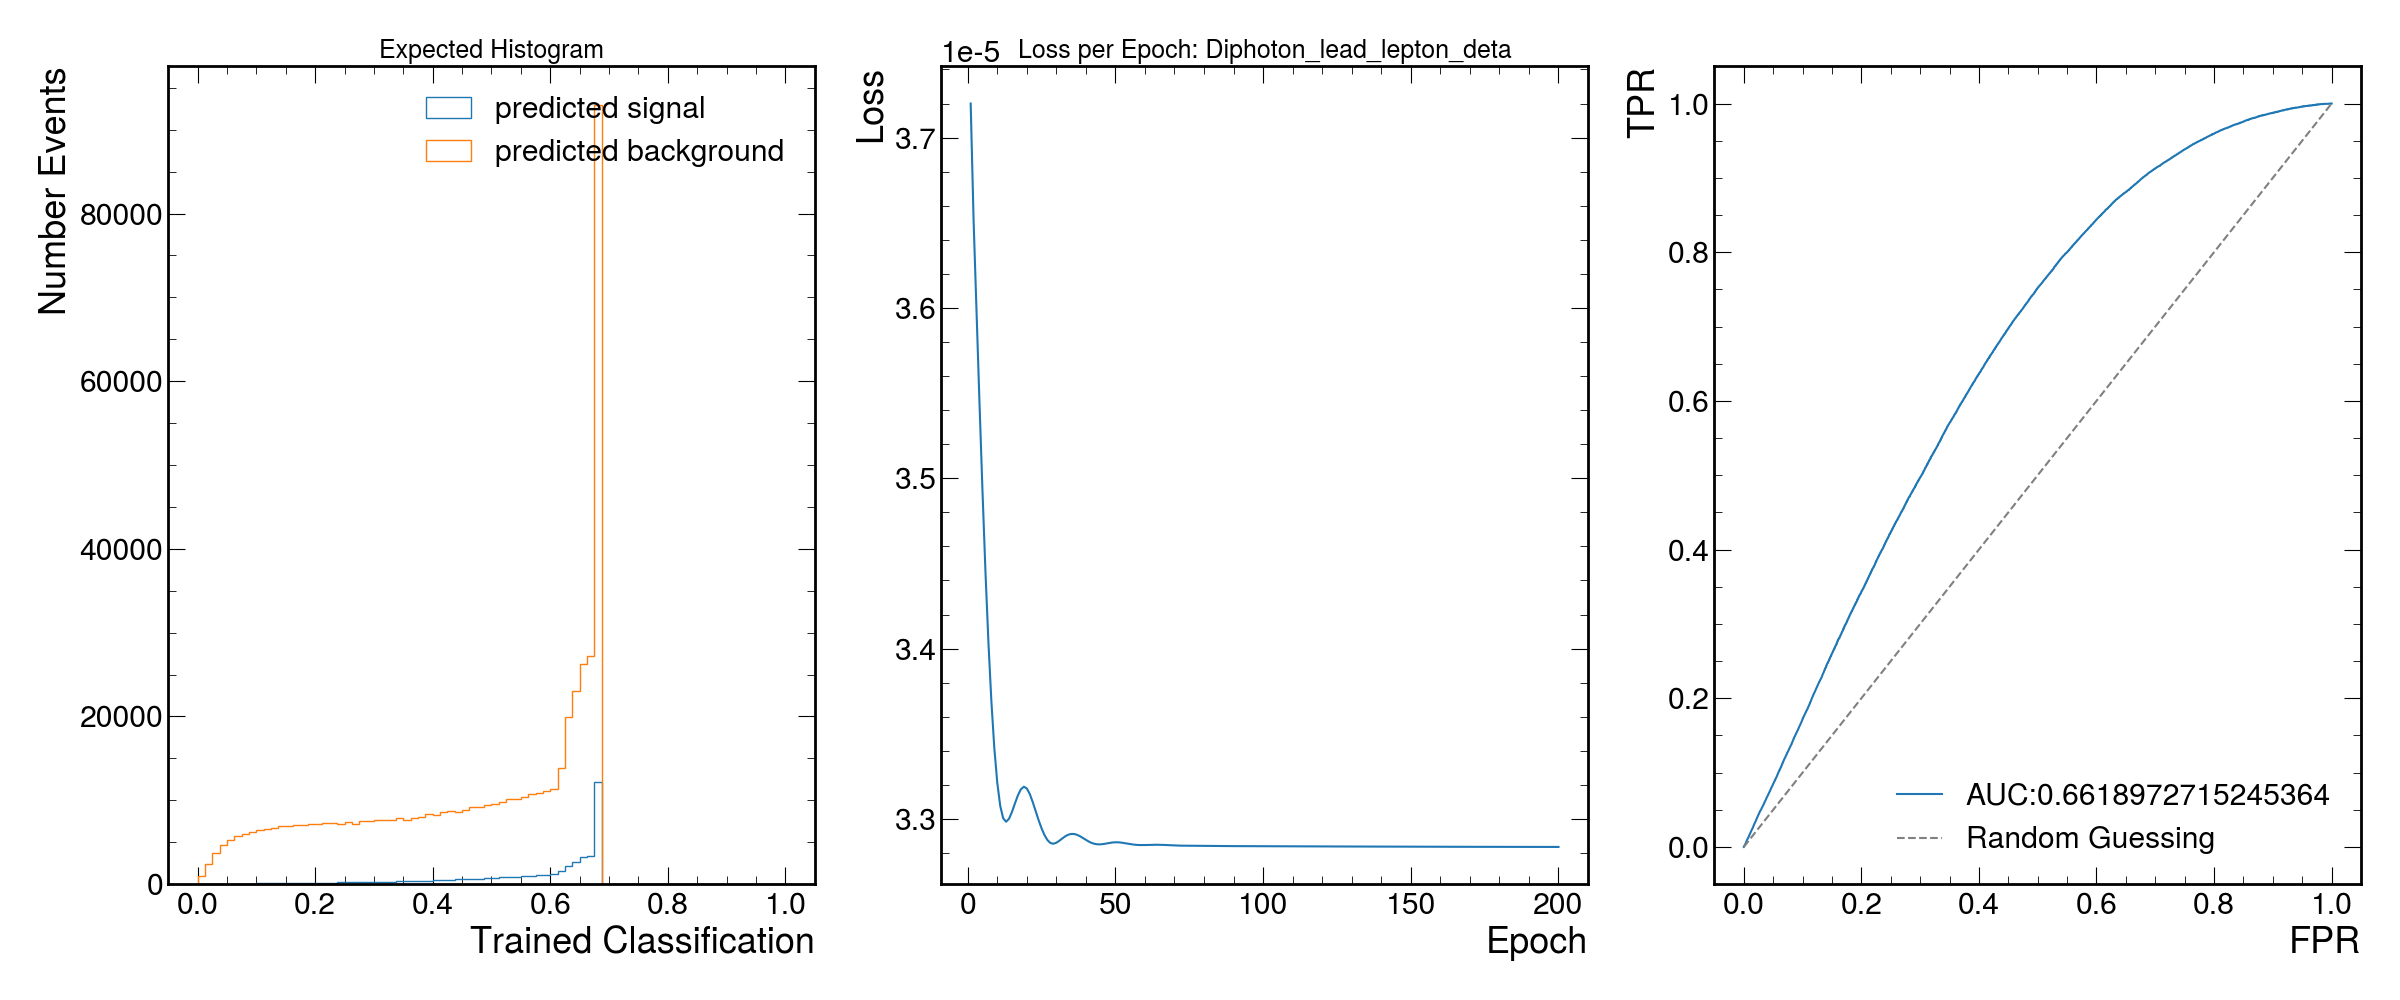 Expected Histogram
Number Events
predicted signal
predicted background
80000
60000
40000
20000
0
0.0 0.2 0.4 0.6 0.8 1.0
Trained Classification
1e-5 Loss per Epoch: Diphoton_lead_lepton_deta
Loss
3.7
3.6
3.5
3.4
3.3
0 50 100 150 200
Epoch
TPR
1.0
0.8
0.6
0.4
0.2
0.0
AUC:0.6618972715245364
Random Guessing
0.0 0.2 0.4 0.6 0.8 1.0
FPR